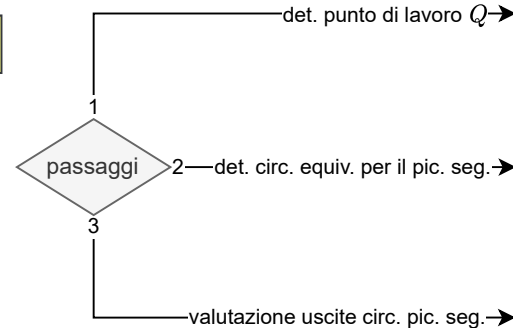 det. punto di lavoro Q
1
passaggi
2 det. circ. equiv. per il pic. seg.
3
valutazione uscite circ. pic. seg.